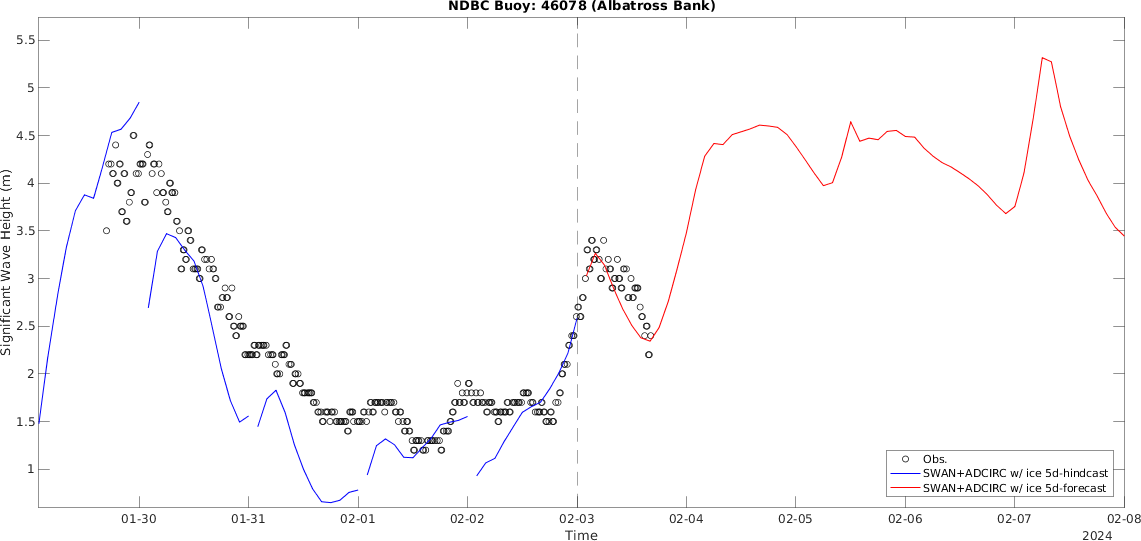 NDBC Buoy: 46078 (Albatross Bank)
Significant Wave Height (m)
5.5
5
4.5
4
3.5
3
2.5
2
1.5
1
Obs.
SWAN+ADCIRC w/ ice 5d-hindcast
SWAN+ADCIRC w/ ice 5d-forecast
01-30 01-31 02-01 02-02 02-03 02-04 02-05 02-06 02-07 02-08
Time
2024